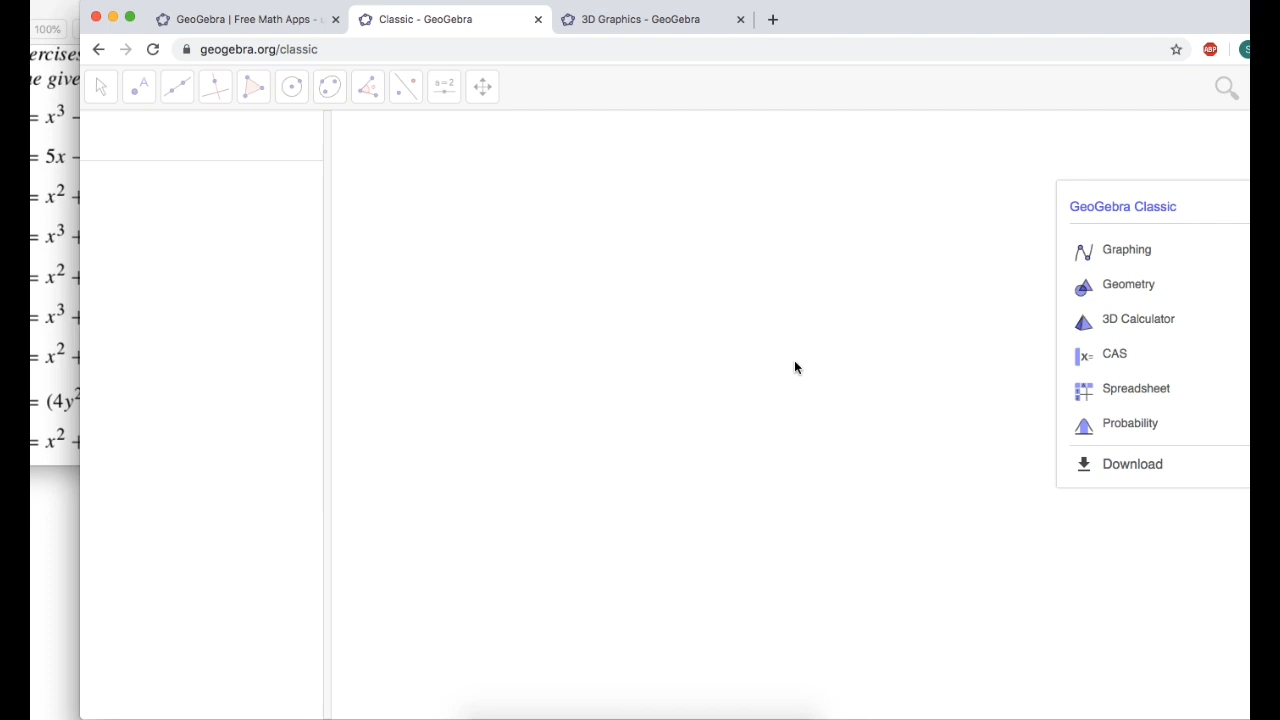 GeoGebra | Free Math Apps -
Classic - GeoGebra
3D Graphics - GeoGebra
geogebra.org/classic
ABP
S
100%
ercises
e give
= x³ -
= 5x -
= x² +
= x³ +
= x² +
= x³ +
= x² +
= (4y²
= x² +
A
a=2
GeoGebra Classic
Graphing
Geometry
3D Calculator
x=
CAS
Spreadsheet
Probability
Download